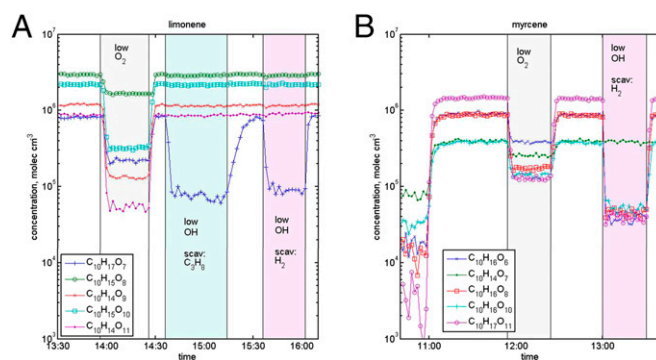 A
limonene
10^7
10^6
10^5
10^4
10^3
concentration, molec cm^3
low
O2
low
OH
scav:
C3H8
low
OH
scav:
H2
C10H17O7
C10H15O8
C10H14O9
C10H15O10
C10H14O11
13:30 14:00 14:30 15:00 15:30 16:00
time
B
myrcene
10^7
10^6
10^5
10^4
10^3
concentration, molec cm^3
low
O2
low
OH
scav:
H2
C10H16O6
C10H14O7
C10H16O8
C10H16O10
C10H17O11
11:00 12:00 13:00
time